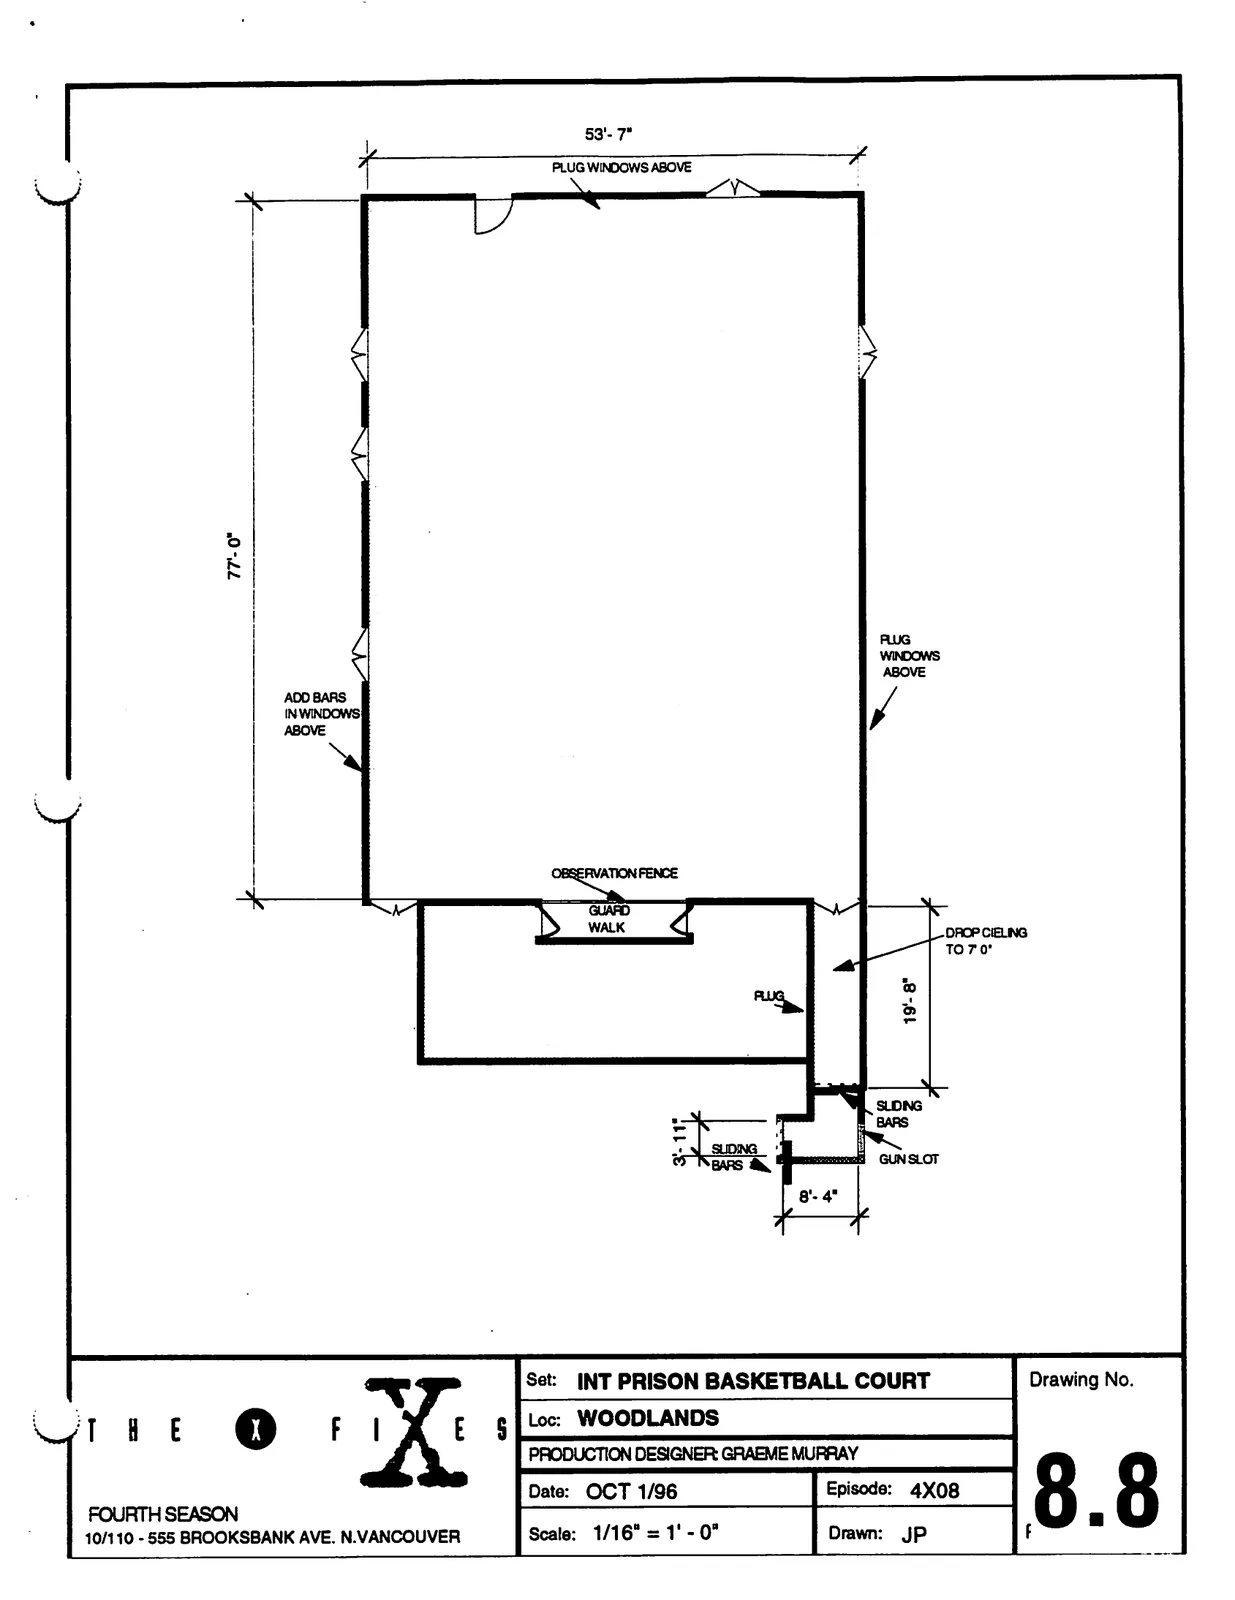 53'- 7"
PLUG WINDOWS ABOVE
77'- 0"
PLUG
WINDOWS
ABOVE
ADD BARS
IN WINDOWS
ABOVE
OBSERVATION FENCE
GUARD
WALK
DROP CIELING
TO 7' 0"
PLUG
19'- 8"
SLIDING
BARS
3'- 11"
SLIDING
BARS
GUN SLOT
8'- 4"
THE X FILES
X
FOURTH SEASON
10/110 - 555 BROOKSBANK AVE. N.VANCOUVER
Set: INT PRISON BASKETBALL COURT
Loc: WOODLANDS
PRODUCTION DESIGNER: GRAEME MURRAY
Date: OCT 1/96
Episode: 4X08
Scale: 1/16" = 1' - 0"
Drawn: JP
Drawing No.
8.8